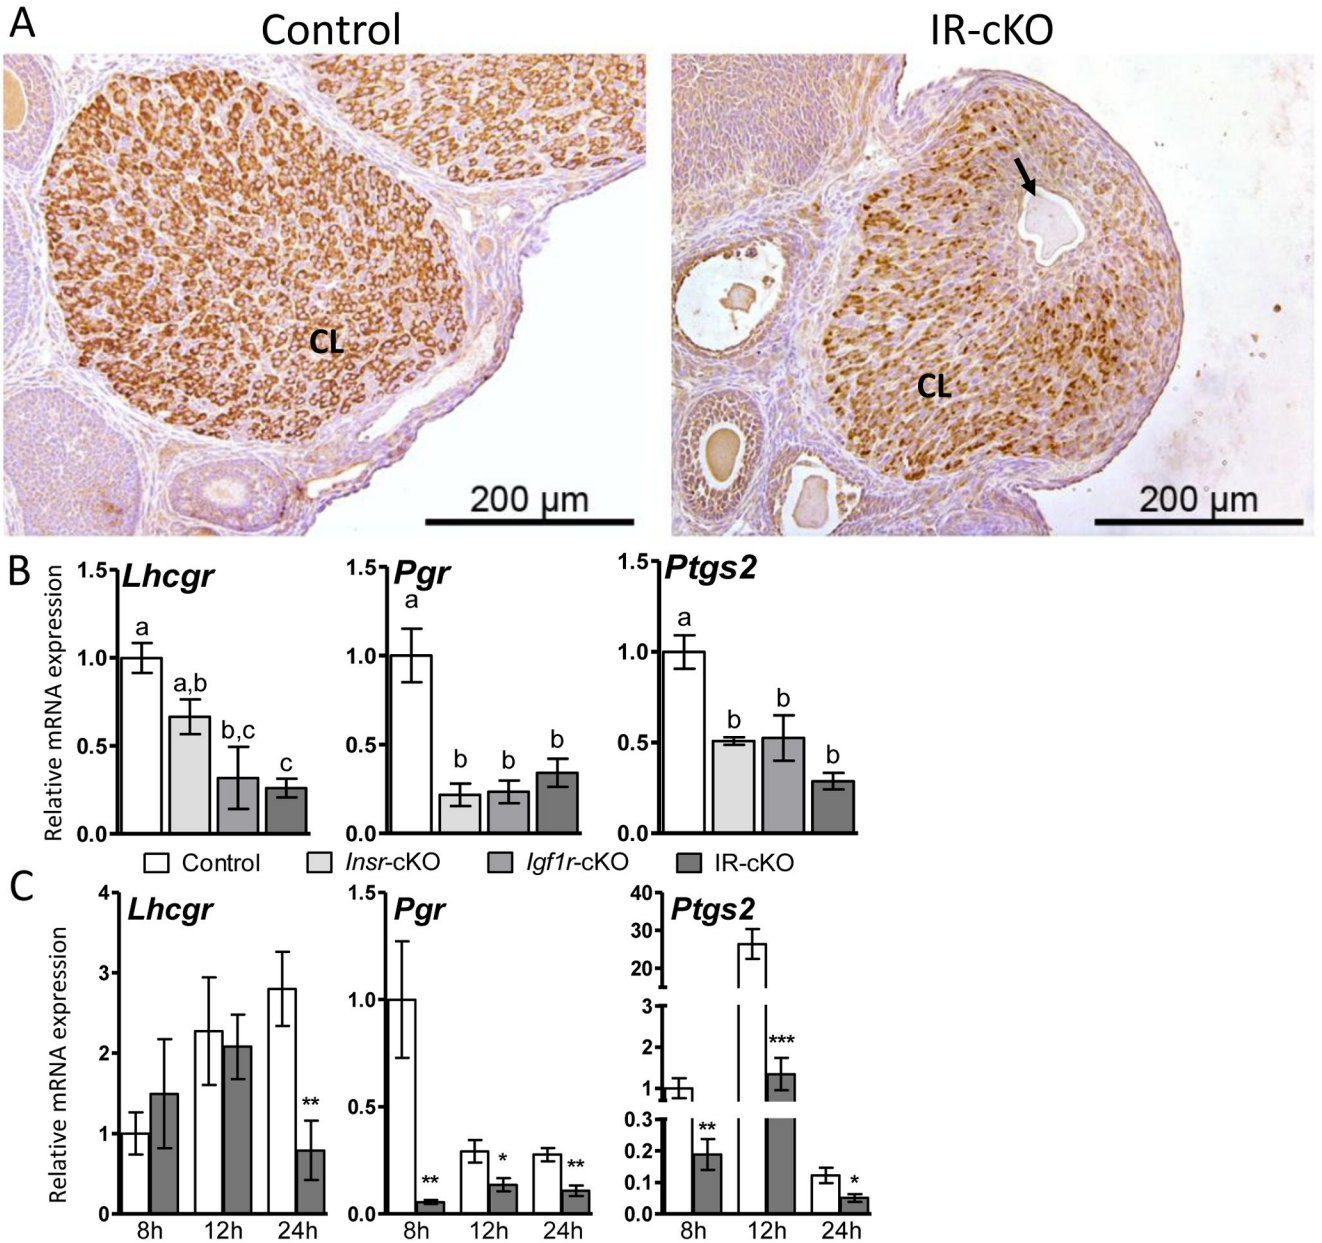 A
Control
IR-cKO
CL
CL
200 µm
200 µm
B
Relative mRNA expression
1.5
1.0
0.5
0.0
Lhcgr
a
a,b
b,c
c
1.5
1.0
0.5
0.0
Pgr
a
b
b
b
1.5
1.0
0.5
0.0
Ptgs2
a
b
b
b
Control
Insr-cKO
Igf1r-cKO
IR-cKO
C
Relative mRNA expression
4
3
2
1
0
Lhcgr
**
8h
12h
24h
1.5
1.0
0.5
0.0
Pgr
**
*
**
8h
12h
24h
40
30
20
3
2
1
0.3
0.2
0.1
0.0
Ptgs2
**
***
*
8h
12h
24h